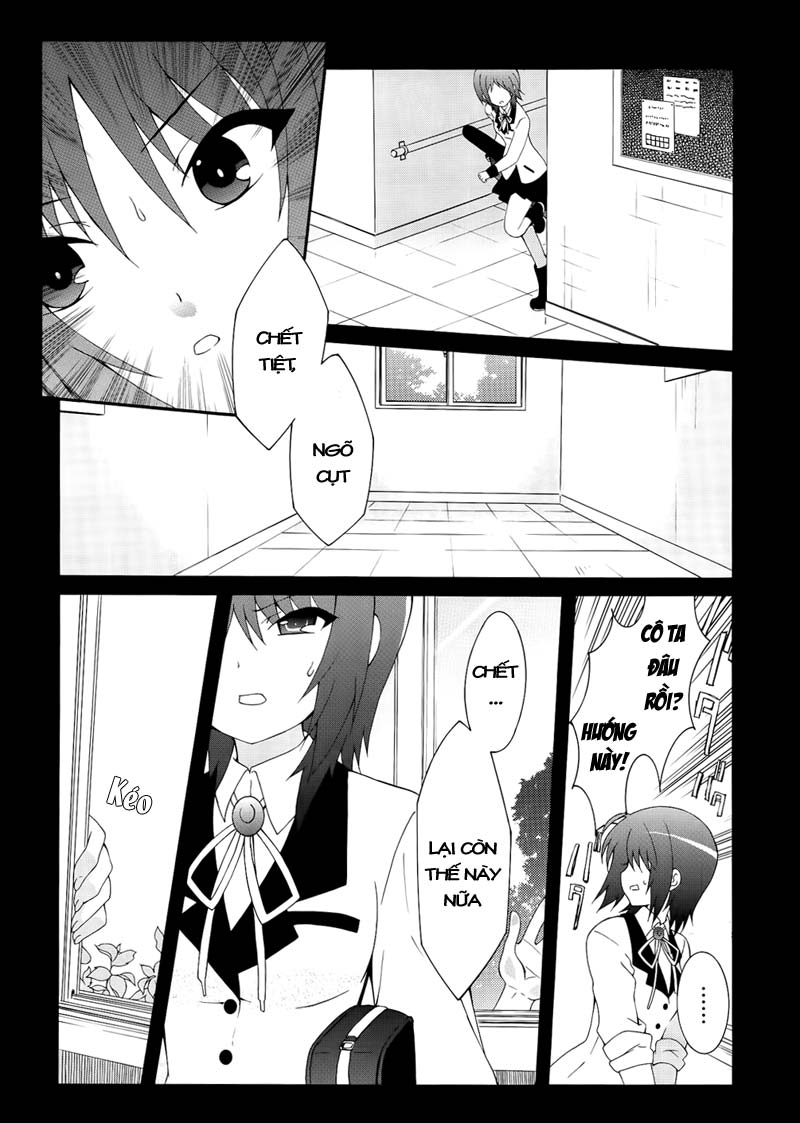 CHẾT
TIỆT,
NGÕ
CỤT
CÔ TA
ĐÂU
RỒI?
HƯỚNG
NÀY!
......
CHẾT
...
LẠI CÒN
THẾ NÀY
NỮA
Kéo